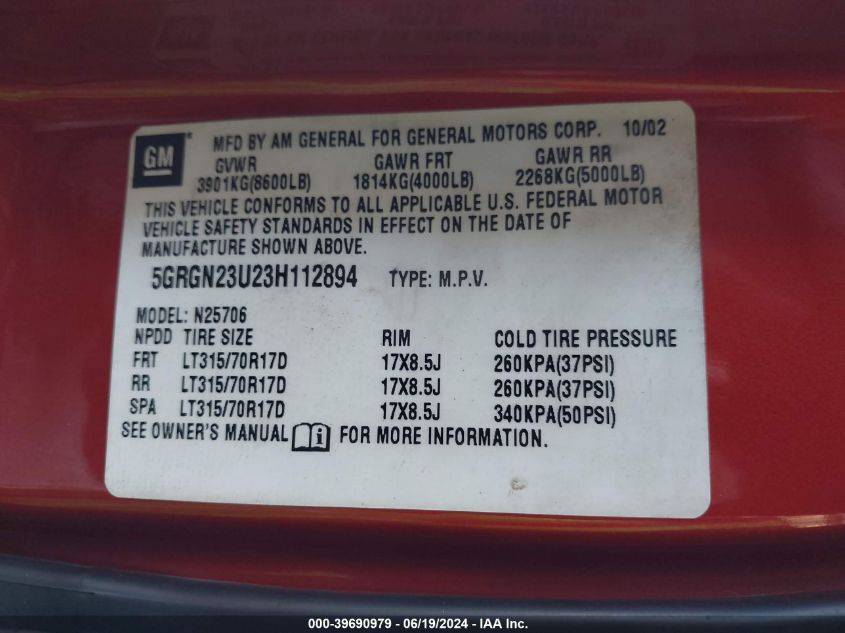 GM® MFD BY AM GENERAL FOR GENERAL MOTORS CORP. 10/02
GVWR GAWR FRT GAWR RR
3901KG(8600LB) 1814KG(4000LB) 2268KG(5000LB)
THIS VEHICLE CONFORMS TO ALL APPLICABLE U.S. FEDERAL MOTOR
VEHICLE SAFETY STANDARDS IN EFFECT ON THE DATE OF
MANUFACTURE SHOWN ABOVE.
5GRGN23U23H112894 TYPE: M.P.V.
MODEL: N25706
NPDD TIRE SIZE RIM COLD TIRE PRESSURE
FRT LT315/70R17D 17X8.5J 260KPA(37PSI)
RR LT315/70R17D 17X8.5J 260KPA(37PSI)
SPA LT315/70R17D 17X8.5J 340KPA(50PSI)
SEE OWNER'S MANUAL i FOR MORE INFORMATION.
000-39690979 - 06/19/2024 - IAA Inc.